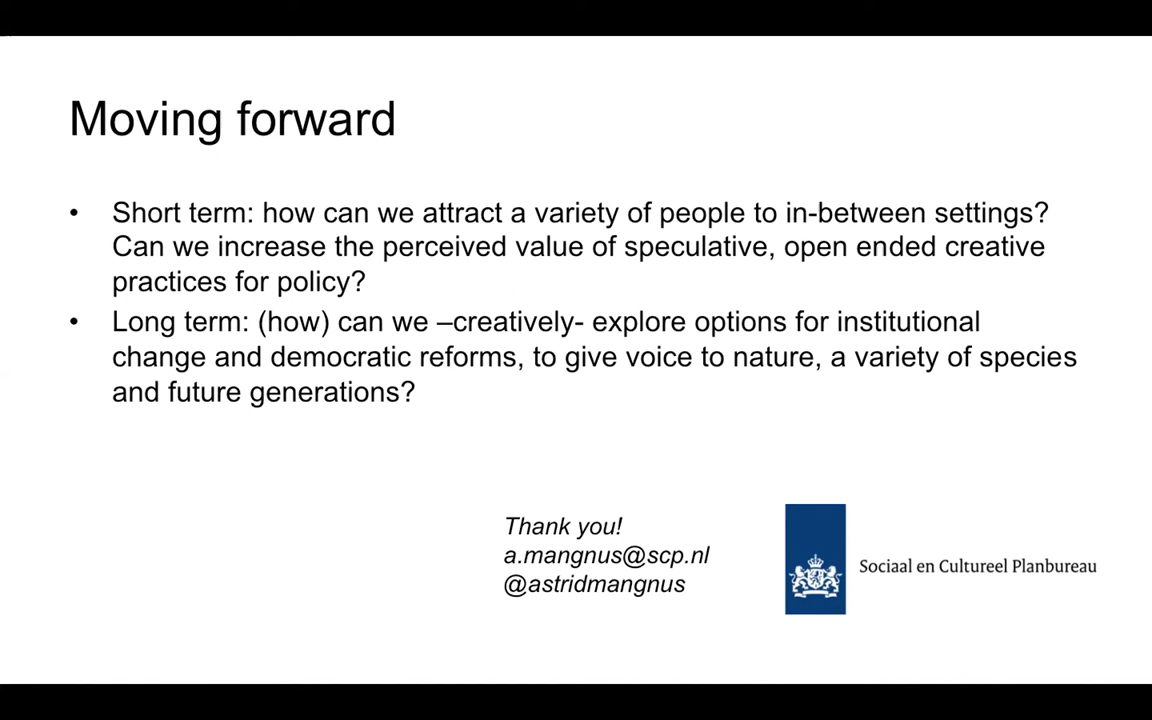 Moving forward
• Short term: how can we attract a variety of people to in-between settings?
Can we increase the perceived value of speculative, open ended creative
practices for policy?
• Long term: (how) can we –creatively- explore options for institutional
change and democratic reforms, to give voice to nature, a variety of species
and future generations?
Thank you!
a.mangnus@scp.nl
@astridmangnus
Sociaal en Cultureel Planbureau